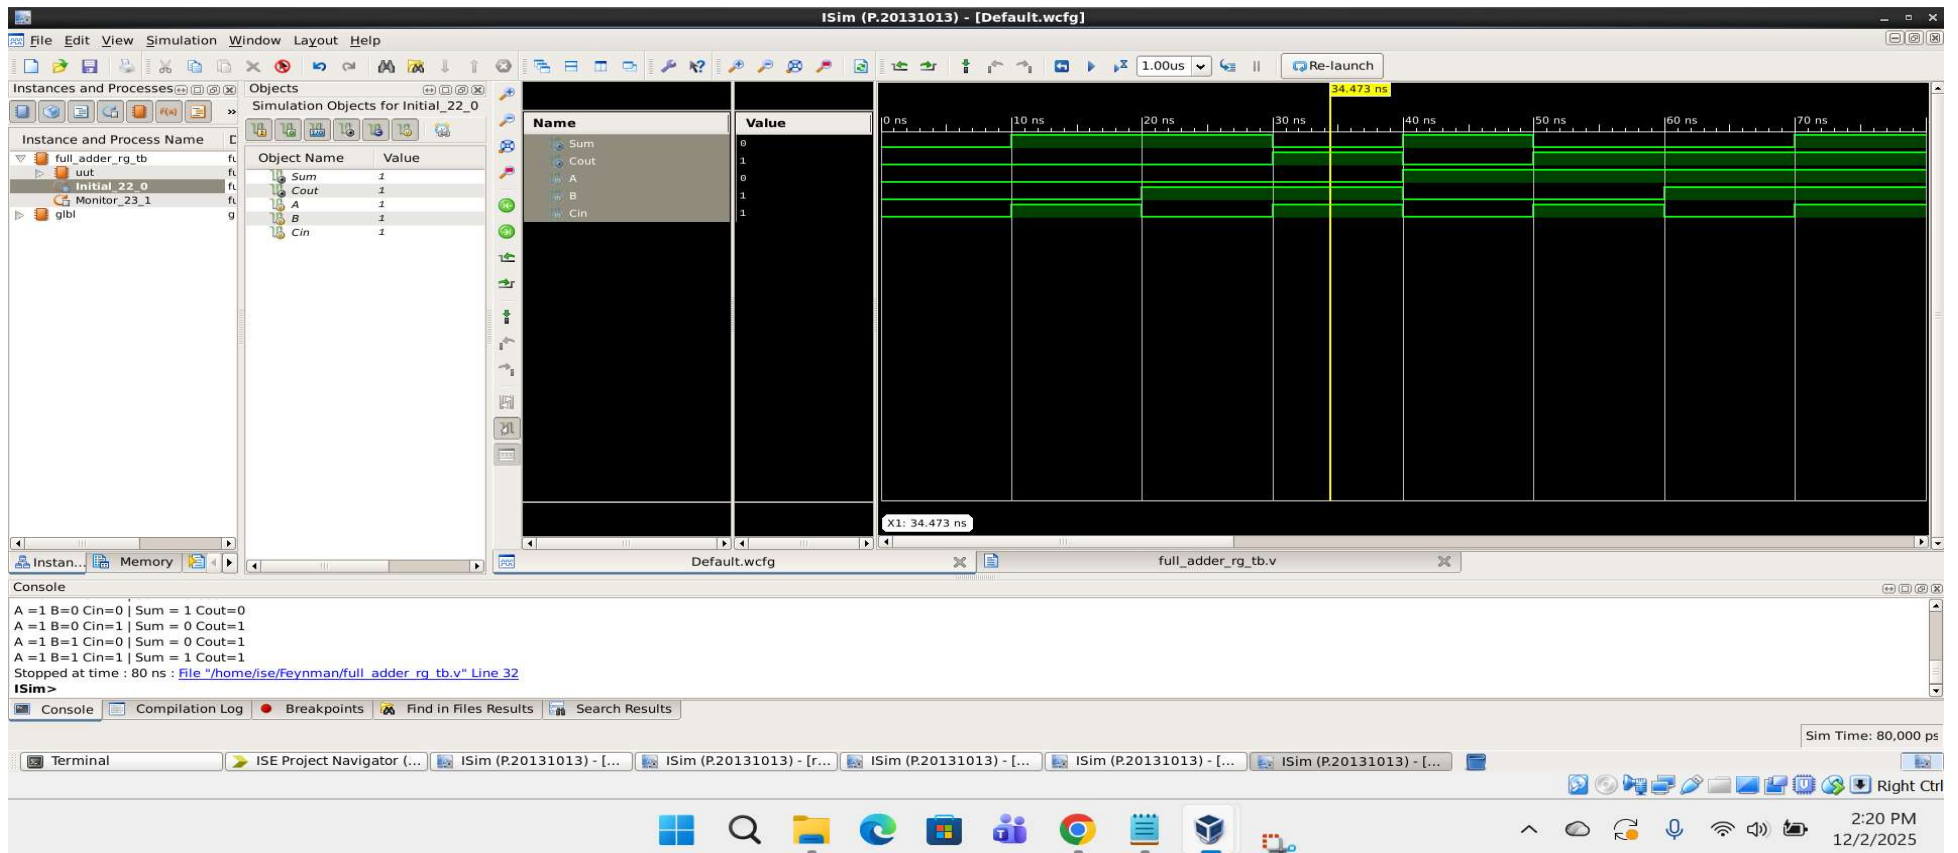 ISim (P.20131013) - [Default.wcfg]
File Edit View Simulation Window Layout Help
1.00us Re-launch
Instances and Processes
Instance and Process Name D
full_adder_rg_tb fu
uut fu
Initial_22_0 fu
Monitor_23_1 fu
glbl g
Instan... Memory
Objects
Simulation Objects for Initial_22_0
Object Name Value
Sum 1
Cout 1
A 1
B 1
Cin 1
Name Value
Sum 0
Cout 1
A 0
B 1
Cin 1
34.473 ns
0 ns 10 ns 20 ns 30 ns 40 ns 50 ns 60 ns 70 ns
X1: 34.473 ns
Default.wcfg full_adder_rg_tb.v
Console
A =1 B=0 Cin=0 | Sum = 1 Cout=0
A =1 B=0 Cin=1 | Sum = 0 Cout=1
A =1 B=1 Cin=0 | Sum = 0 Cout=1
A =1 B=1 Cin=1 | Sum = 1 Cout=1
Stopped at time : 80 ns : File "/home/ise/Feynman/full_adder_rg_tb.v" Line 32
ISim>
Console Compilation Log Breakpoints Find in Files Results Search Results
Sim Time: 80,000 ps
Terminal ISE Project Navigator (... ISim (P.20131013) - [... ISim (P.20131013) - [r... ISim (P.20131013) - [... ISim (P.20131013) - [... ISim (P.20131013) - [...
Right Ctrl
2:20 PM
12/2/2025